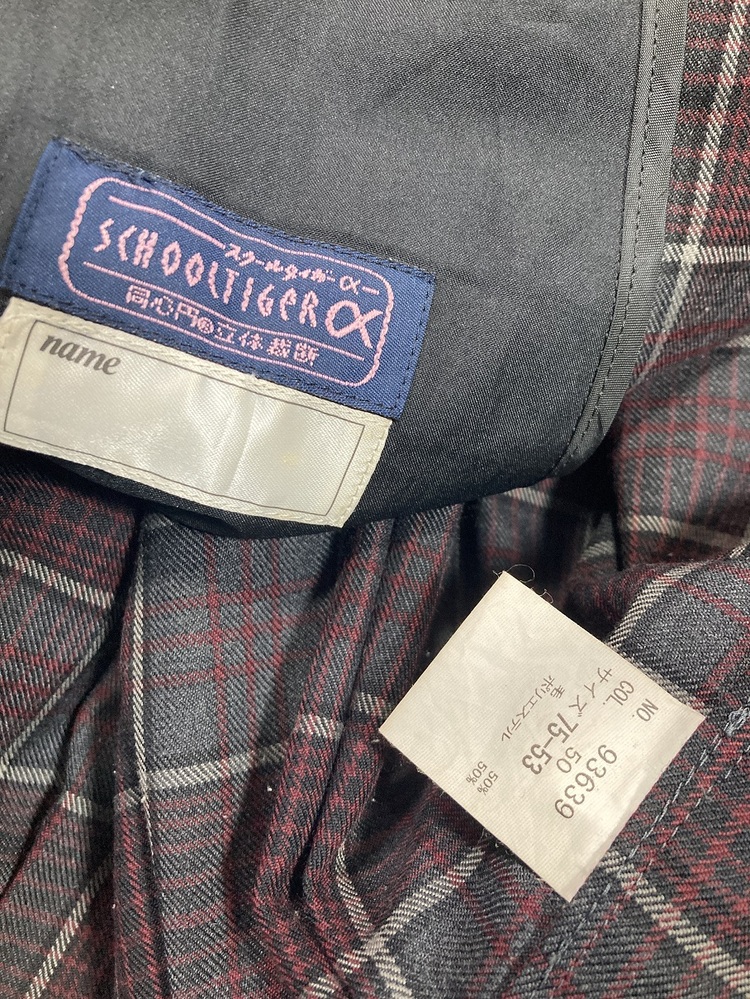 スクールタイガーα
SCHOOLTIGER α
同心円®立体裁断
name
NO. 93639
COL. 50
サイズ 75-53
毛 50%
ポリエステル 50%